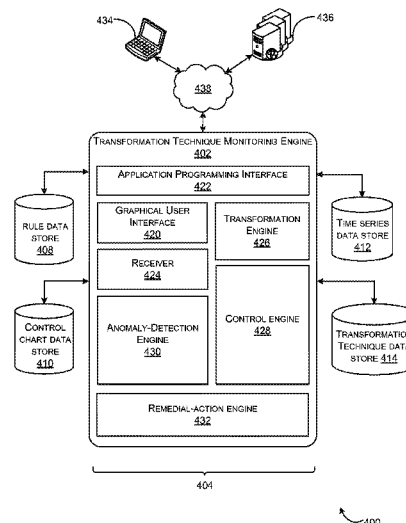 434
436
438
TRANSFORMATION TECHNIQUE MONITORING ENGINE
402
APPLICATION PROGRAMMING INTERFACE
422
GRAPHICAL USER
INTERFACE
420
TRANSFORMATION
ENGINE
426
RECEIVER
424
ANOMALY-DETECTION
ENGINE
430
CONTROL ENGINE
428
REMEDIAL-ACTION ENGINE
432
RULE DATA
STORE
408
TIME SERIES
DATA STORE
412
CONTROL
CHART DATA
STORE
410
TRANSFORMATION
TECHNIQUE DATA
STORE 414
404
400